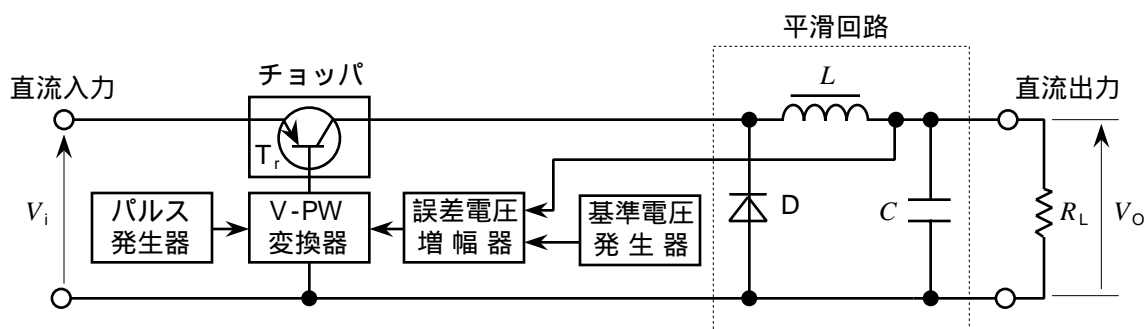 平滑回路
チョッパ
直流入力
L
直流出力
Tr
Vi
パルス
発生器
V-PW
変換器
誤差電圧
増幅器
基準電圧
発生器
D
C
RL
VO